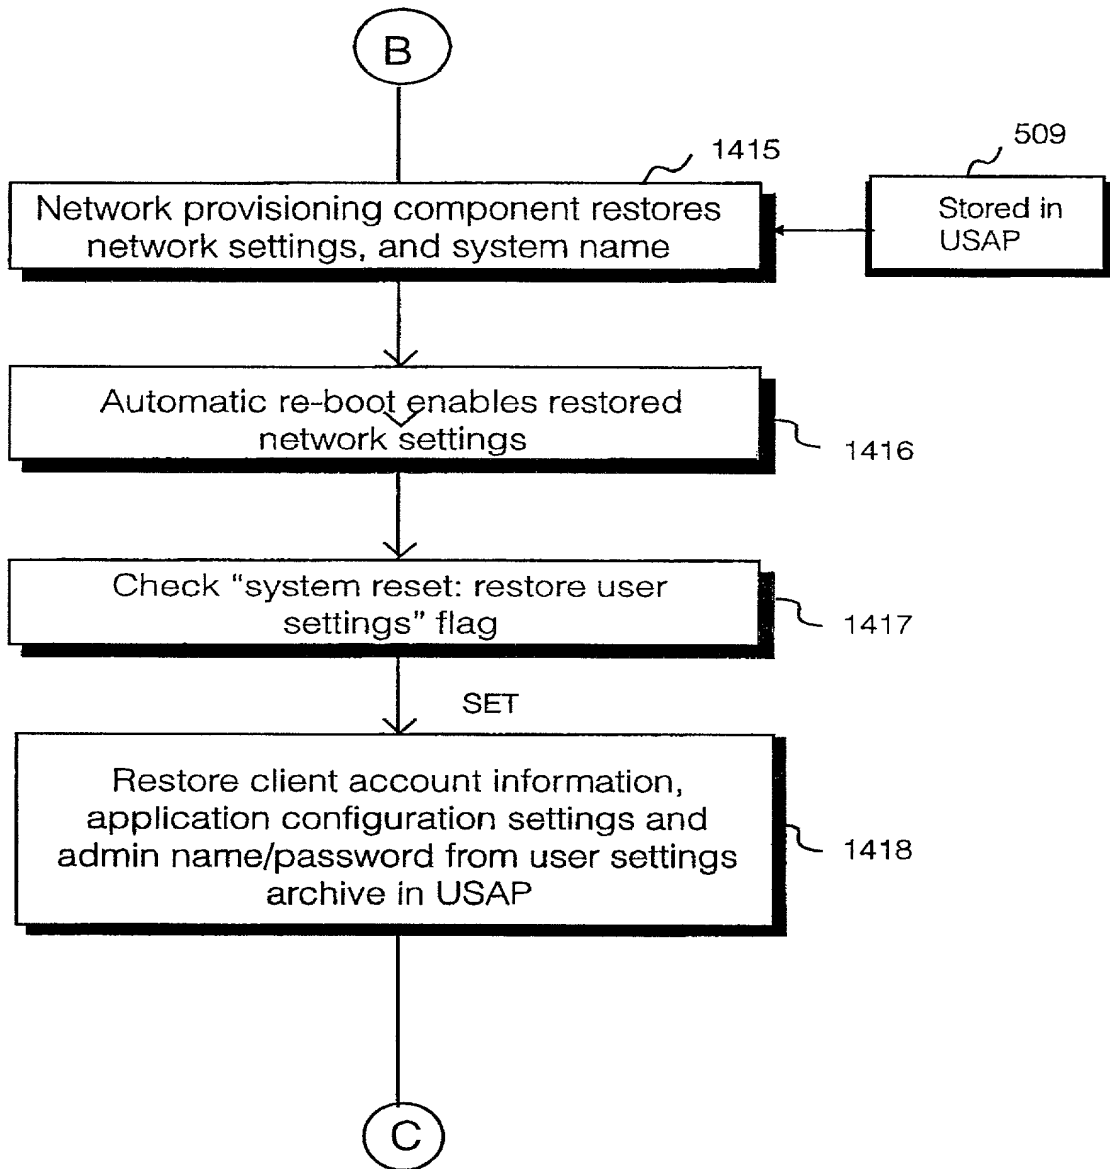 B
1415
509
Network provisioning component restores
network settings, and system name
Stored in
USAP
Automatic re-boot enables restored
network settings
1416
Check “system reset: restore user
settings” flag
1417
SET
Restore client account information,
application configuration settings and
admin name/password from user settings
archive in USAP
1418
C